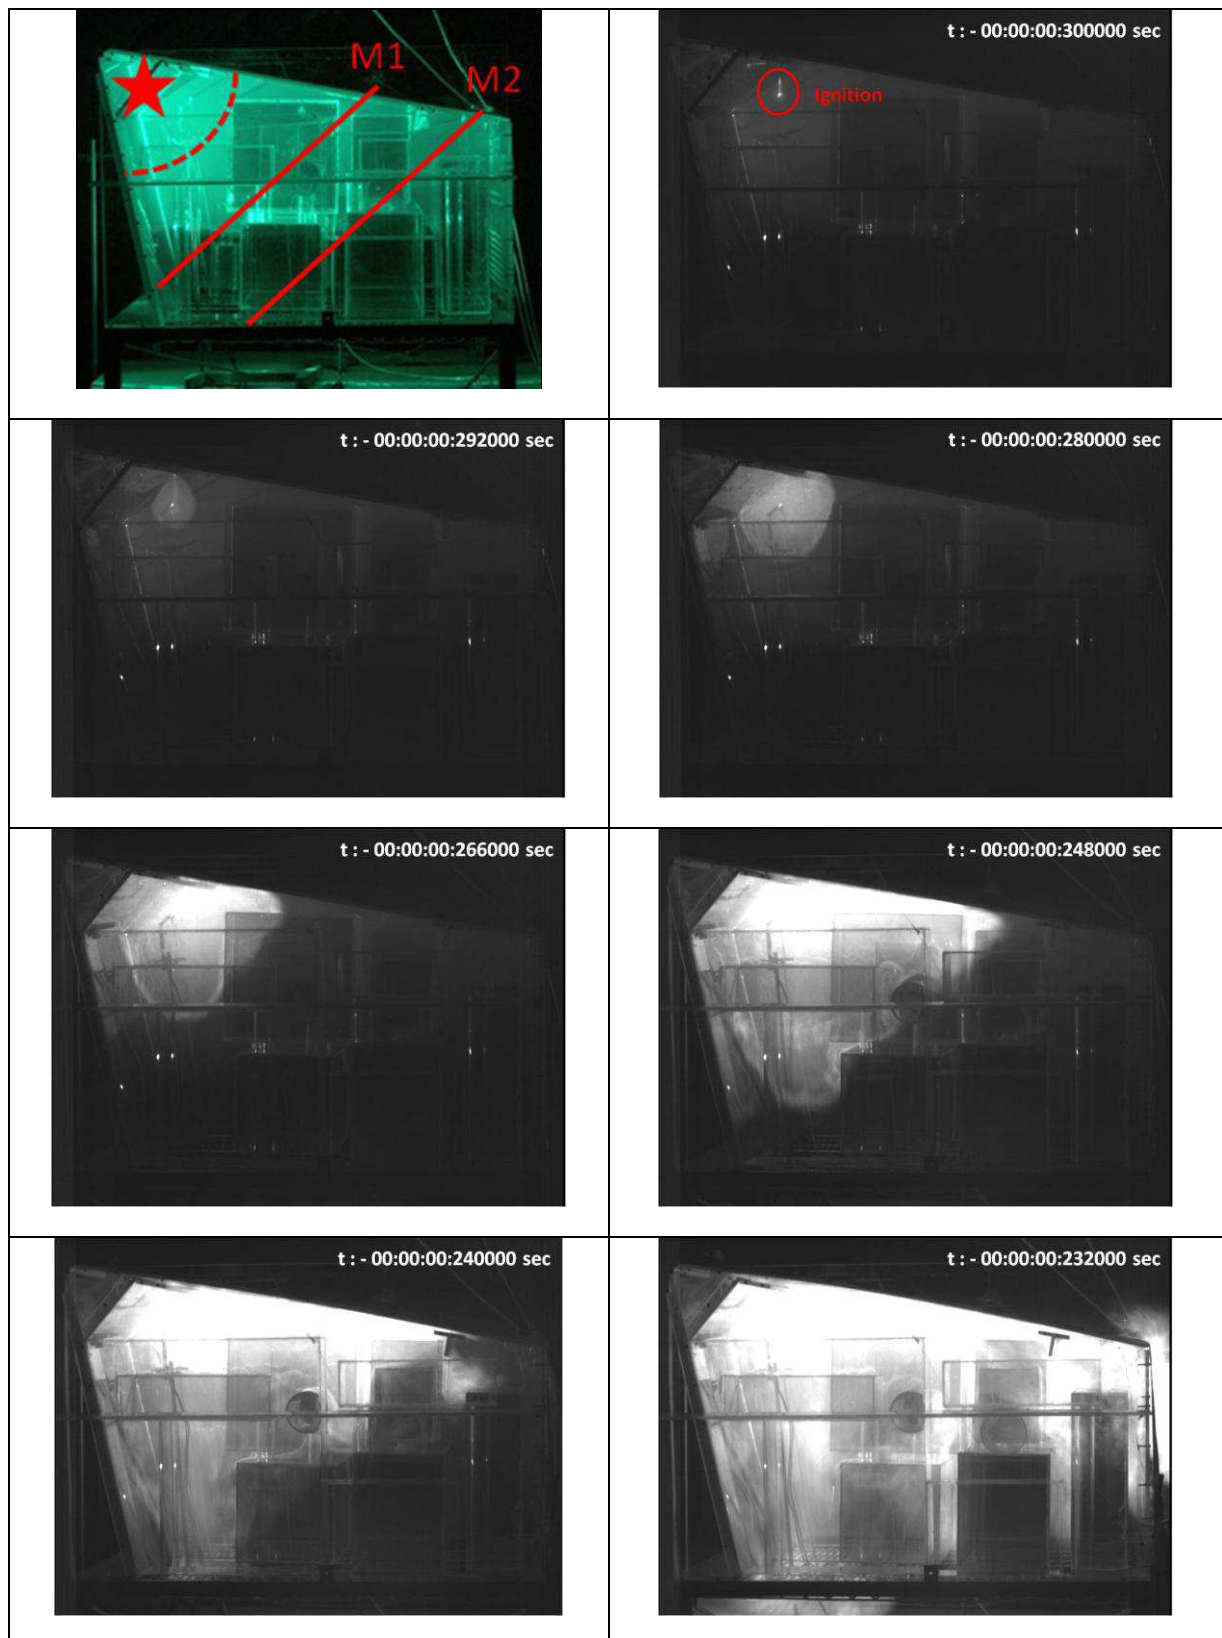 M1
M2
t : - 00:00:00:300000 sec
Ignition
t : - 00:00:00:292000 sec
t : - 00:00:00:280000 sec
t : - 00:00:00:266000 sec
t : - 00:00:00:248000 sec
t : - 00:00:00:240000 sec
t : - 00:00:00:232000 sec